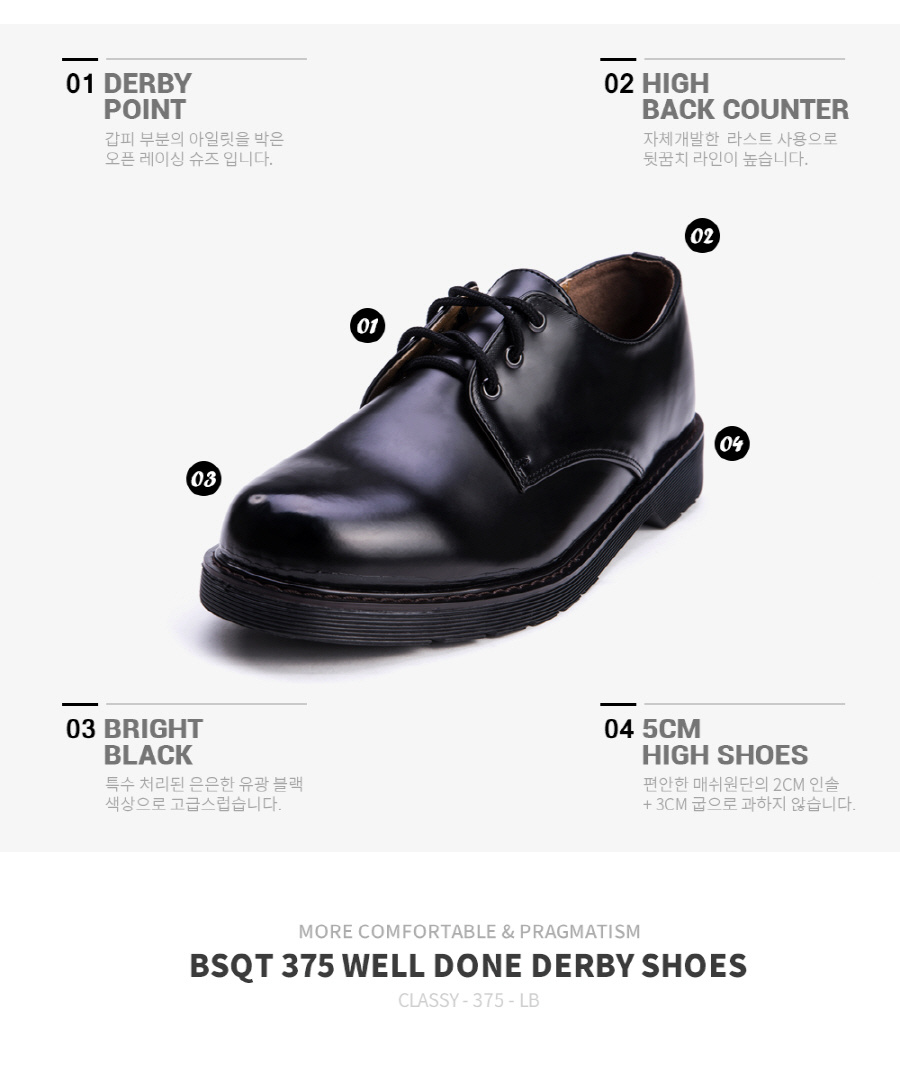 01 DERBY
POINT
갑피 부분의 아일릿을 박은
오픈 레이싱 슈즈 입니다.
02 HIGH
BACK COUNTER
자체개발한 라스트 사용으로
뒷꿈치 라인이 높습니다.
02
01
04
03
03 BRIGHT
BLACK
특수 처리된 은은한 유광 블랙
색상으로 고급스럽습니다.
04 5CM
HIGH SHOES
편안한 매쉬원단의 2CM 인솔
+ 3CM 굽으로 과하지 않습니다.
MORE COMFORTABLE & PRAGMATISM
BSQT 375 WELL DONE DERBY SHOES
CLASSY - 375 - LB